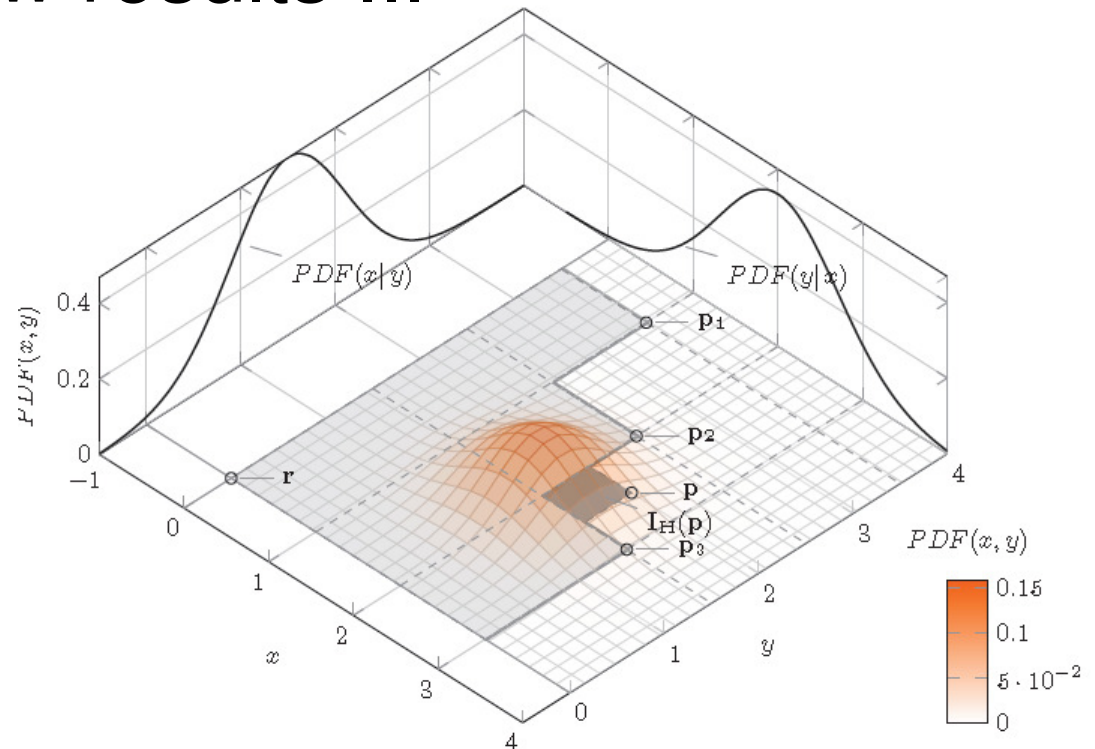 results
PDF(x|y)
PDF(y|x)
PDF(x,y)
0.4
0.2
0
−1
0
1
2
3
4
x
0
1
2
3
4
y
r
p₁
p₂
p
I_H(p)
p₃
PDF(x,y)
0.15
0.1
5 · 10⁻²
0